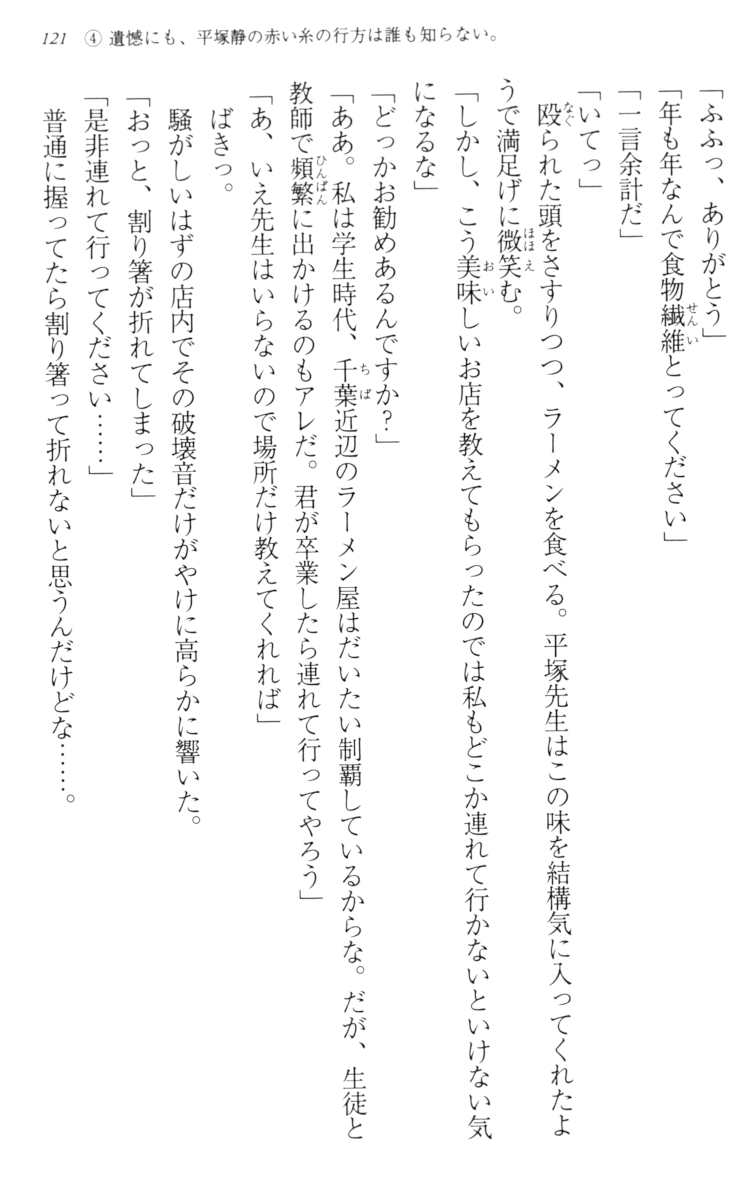 121 ④ 遺憾にも、平塚静の赤い糸の行方は誰も知らない。
「ふふっ、ありがとう」
「年も年なんで食物繊維とってください」
「一言余計だ」
「いてっ」
　殴られた頭をさすりつつ、ラーメンを食べる。平塚先生はこの味を結構気に入ってくれたよ
うで満足げに微笑む。
「しかし、こう美味しいお店を教えてもらったのでは私もどこか連れて行かないといけない気
になるな」
「どっかお勧めあるんですか？」
「ああ。私は学生時代、千葉近辺のラーメン屋はだいたい制覇しているからな。だが、生徒と
教師で頻繁に出かけるのもアレだ。君が卒業したら連れて行ってやろう」
「あ、いえ先生はいらないので場所だけ教えてくれれば」
　ばきっ。
　騒がしいはずの店内でその破壊音だけがやけに高らかに響いた。
「おっと、割り箸が折れてしまった」
「是非連れて行ってください……」
　普通に握ってたら割り箸って折れないと思うんだけどな……。